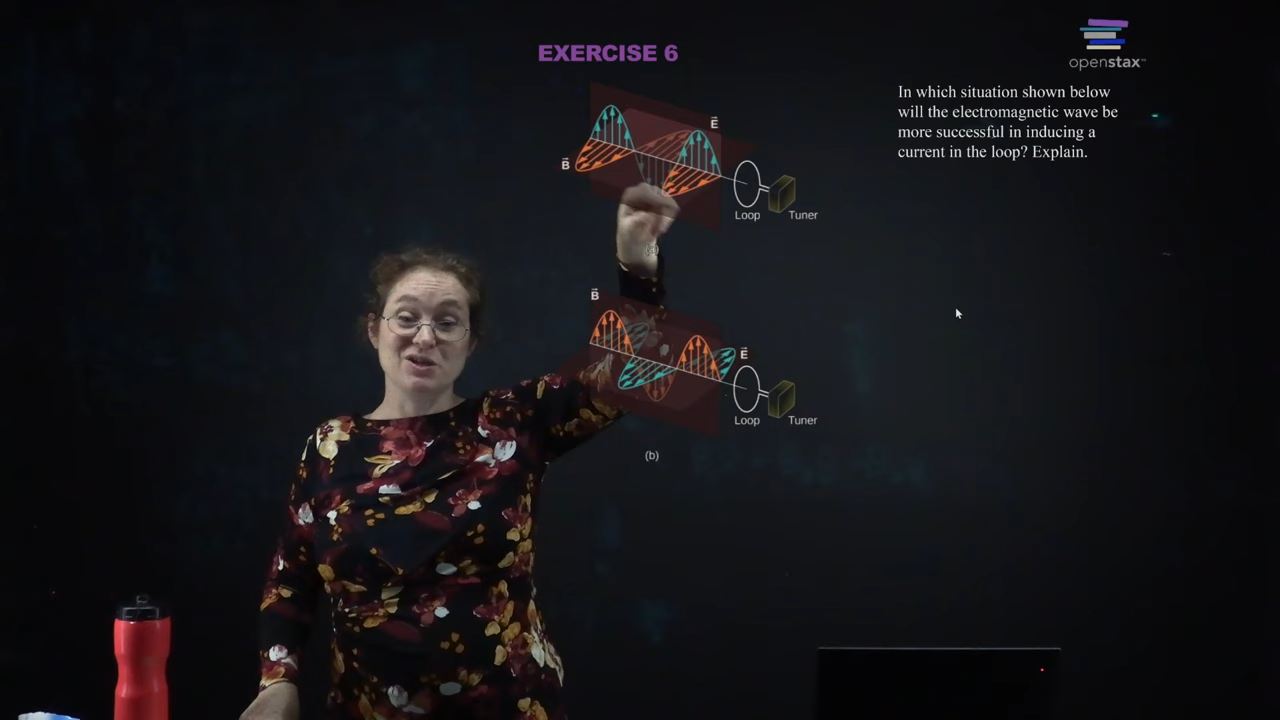 EXERCISE 6
openstax™
In which situation shown below
will the electromagnetic wave be
more successful in inducing a
current in the loop? Explain.
E
B
Loop
Tuner
(a)
B
E
Loop
Tuner
(b)